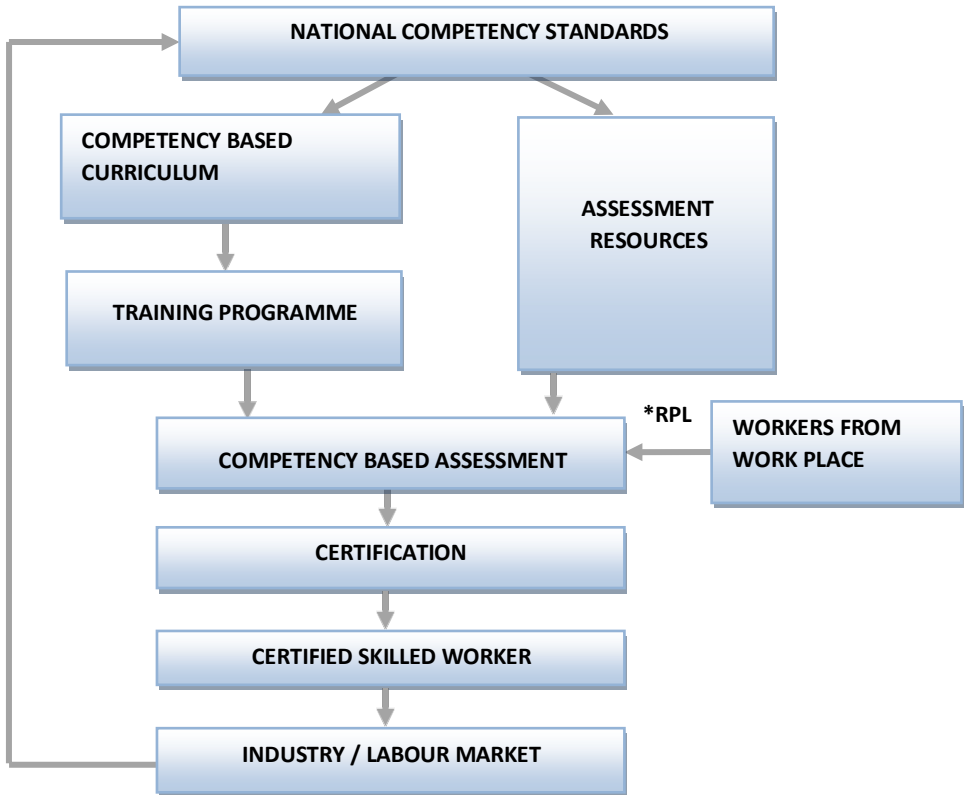 NATIONAL COMPETENCY STANDARDS
COMPETENCY BASED
CURRICULUM
ASSESSMENT
RESOURCES
TRAINING PROGRAMME
*RPL
WORKERS FROM
WORK PLACE
COMPETENCY BASED ASSESSMENT
CERTIFICATION
CERTIFIED SKILLED WORKER
INDUSTRY / LABOUR MARKET